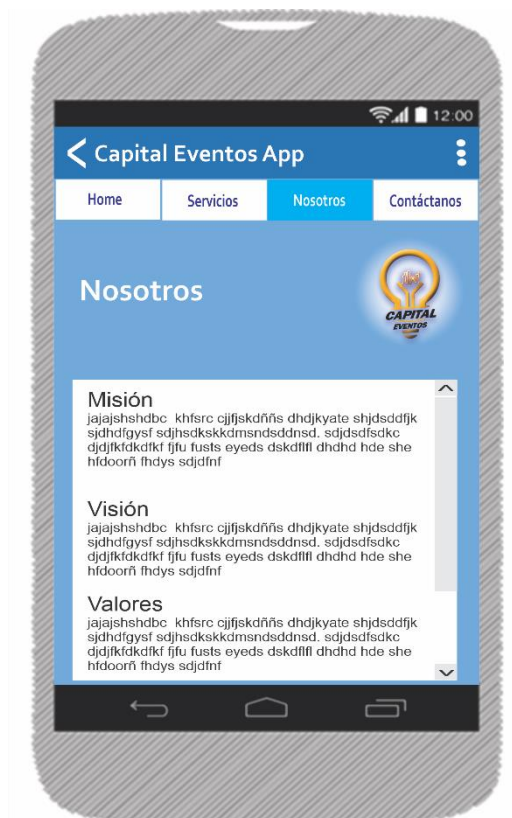 12:00
Capital Eventos App
Home Servicios Nosotros Contáctanos
Nosotros
CAPITAL
EVENTOS
Misión
jajajshshdbc khfsrc cjjfjskdññs dhdjkyate shjdsddfjk
sjdhdfgysf sdjhsdkskkdmsndsddnsd. sdjdsdfsdkc
djdjfkfdkdfkf fjfu fusts eyeds dskdflfl dhdhd hde she
hfdoorñ fhdys sdjdfnf
Visión
jajajshshdbc khfsrc cjjfjskdññs dhdjkyate shjdsddfjk
sjdhdfgysf sdjhsdkskkdmsndsddnsd. sdjdsdfsdkc
djdjfkfdkdfkf fjfu fusts eyeds dskdflfl dhdhd hde she
hfdoorñ fhdys sdjdfnf
Valores
jajajshshdbc khfsrc cjjfjskdññs dhdjkyate shjdsddfjk
sjdhdfgysf sdjhsdkskkdmsndsddnsd. sdjdsdfsdkc
djdjfkfdkdfkf fjfu fusts eyeds dskdflfl dhdhd hde she
hfdoorñ fhdys sdjdfnf